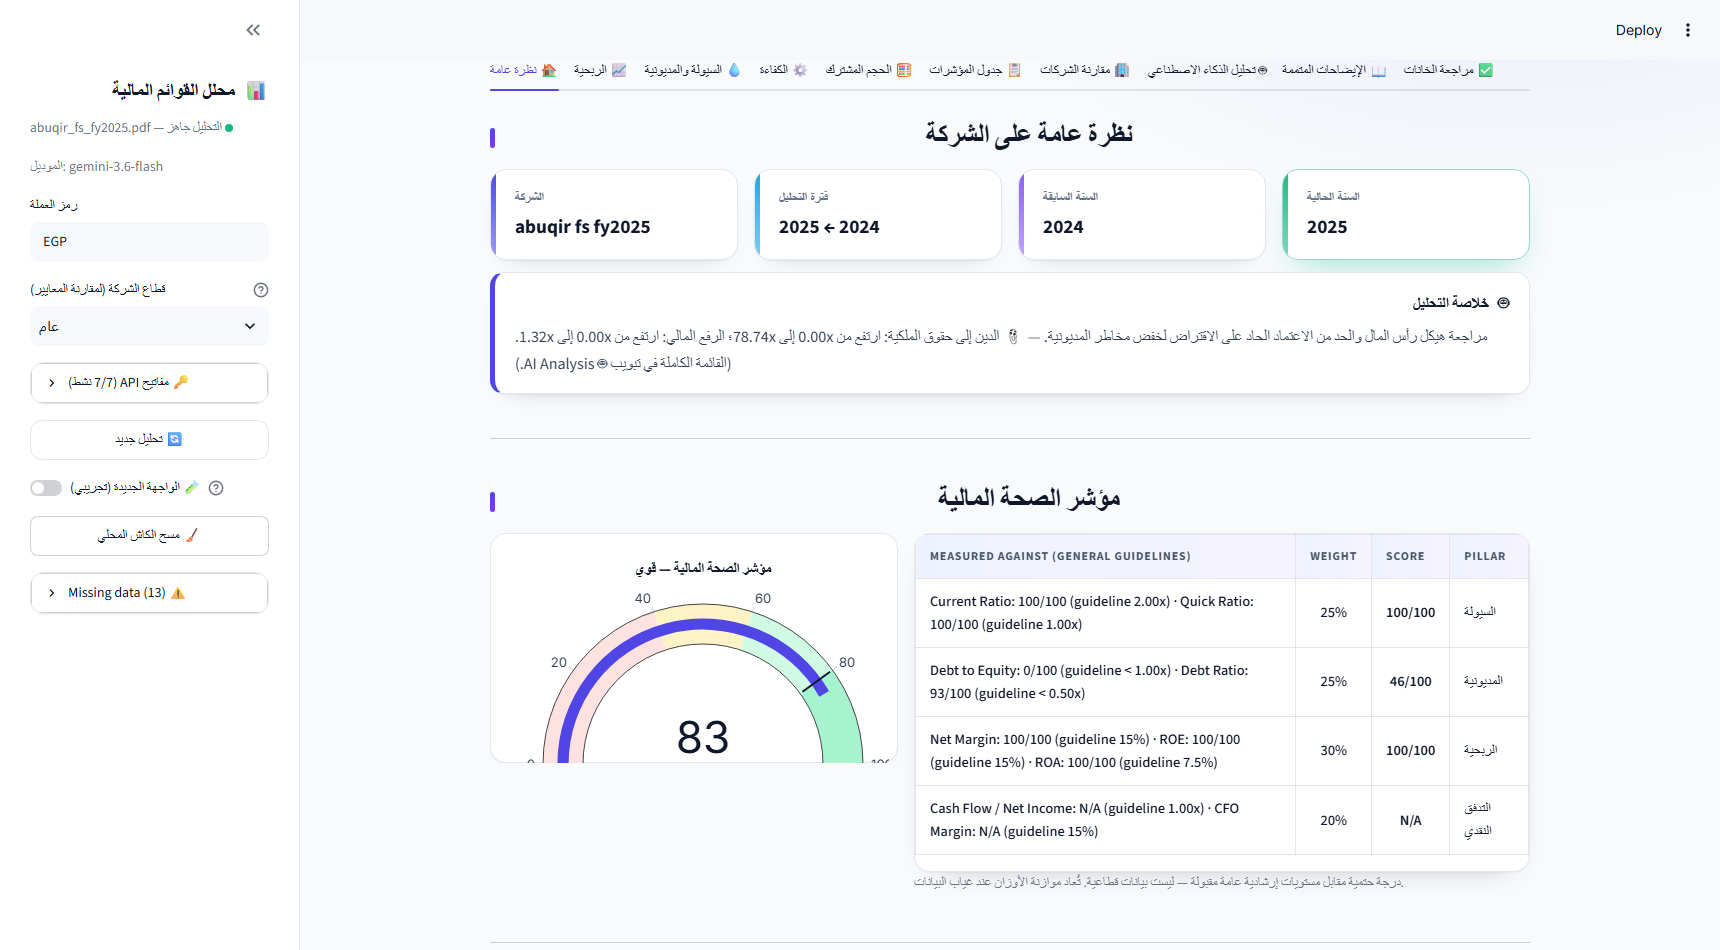 Deploy
محلل القوائم المالية
abuqir_fs_fy2025.pdf — التحليل جاهز
الموديل: gemini-3.6-flash
رمز العملة
EGP
قطاع الشركة (لمقارنة المعايير)
عام
مفاتيح API (7/7 نشط)
تحليل جديد
الواجهة الجديدة (تجريبي)
مسح الكاش المحلي
Missing data (13)
نظرة عامة
الربحية
السيولة والمديونية
الكفاءة
الحجم المشترك
جدول المؤشرات
مقارنة الشركات
تحليل الذكاء الاصطناعي
الإيضاحات المتممة
مراجعة الخانات
نظرة عامة على الشركة
الشركة
abuqir fs fy2025
فترة التحليل
2025 ← 2024
السنة السابقة
2024
السنة الحالية
2025
خلاصة التحليل
مراجعة هيكل رأس المال والحد من الاعتماد الحاد على الاقتراض لخفض مخاطر المديونية. — الدين إلى حقوق الملكية: ارتفع من 0.00x إلى 78.74x؛ الرفع المالي: ارتفع من 0.00x إلى 1.32x.
(القائمة الكاملة في تبويب AI Analysis.)
مؤشر الصحة المالية
مؤشر الصحة المالية — قوي
0
20
40
60
80
100
83
MEASURED AGAINST (GENERAL GUIDELINES) WEIGHT SCORE PILLAR
Current Ratio: 100/100 (guideline 2.00x) · Quick Ratio:
100/100 (guideline 1.00x)
25%
100/100
السيولة
Debt to Equity: 0/100 (guideline < 1.00x) · Debt Ratio:
93/100 (guideline < 0.50x)
25%
46/100
المديونية
Net Margin: 100/100 (guideline 15%) · ROE: 100/100
(guideline 15%) · ROA: 100/100 (guideline 7.5%)
30%
100/100
الربحية
Cash Flow / Net Income: N/A (guideline 1.00x) · CFO
Margin: N/A (guideline 15%)
20%
N/A
التدفق
النقدي
درجة حتمية مقابل مستويات إرشادية عامة مقبولة — ليست بيانات قطاعية. تُعاد موازنة الأوزان عند غياب البيانات.